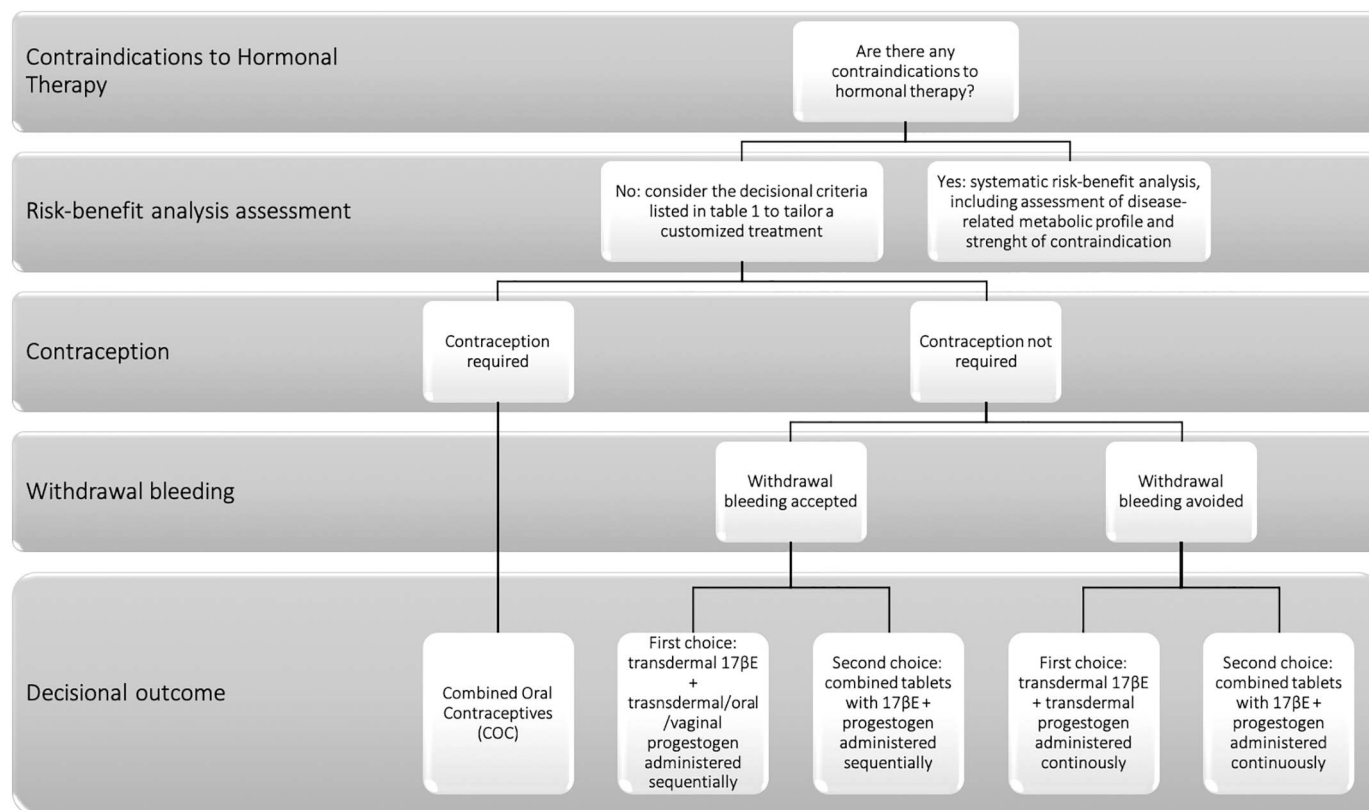 Contraindications to Hormonal
Therapy
Are there any
contraindications to
hormonal therapy?
Risk-benefit analysis assessment
No: consider the decisional criteria
listed in table 1 to tailor a
customized treatment
Yes: systematic risk-benefit analysis,
including assessment of disease-
related metabolic profile and
strenght of contraindication
Contraception
Contraception
required
Contraception not
required
Withdrawal bleeding
Withdrawal
bleeding accepted
Withdrawal
bleeding avoided
Decisional outcome
Combined Oral
Contraceptives
(COC)
First choice:
transdermal 17βE
+
trasnsdermal/oral
/vaginal
progestogen
administered
sequentially
Second choice:
combined tablets
with 17βE +
progestogen
administered
sequentially
First choice:
transdermal 17βE
+ transdermal
progestogen
administered
continously
Second choice:
combined tablets
with 17βE +
progestogen
administered
continuously